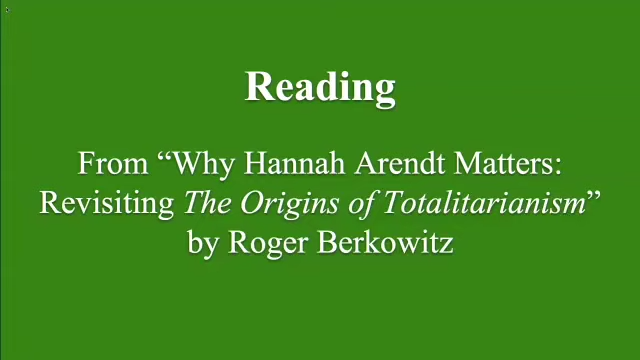 Reading
From “Why Hannah Arendt Matters:
Revisiting The Origins of Totalitarianism”
by Roger Berkowitz